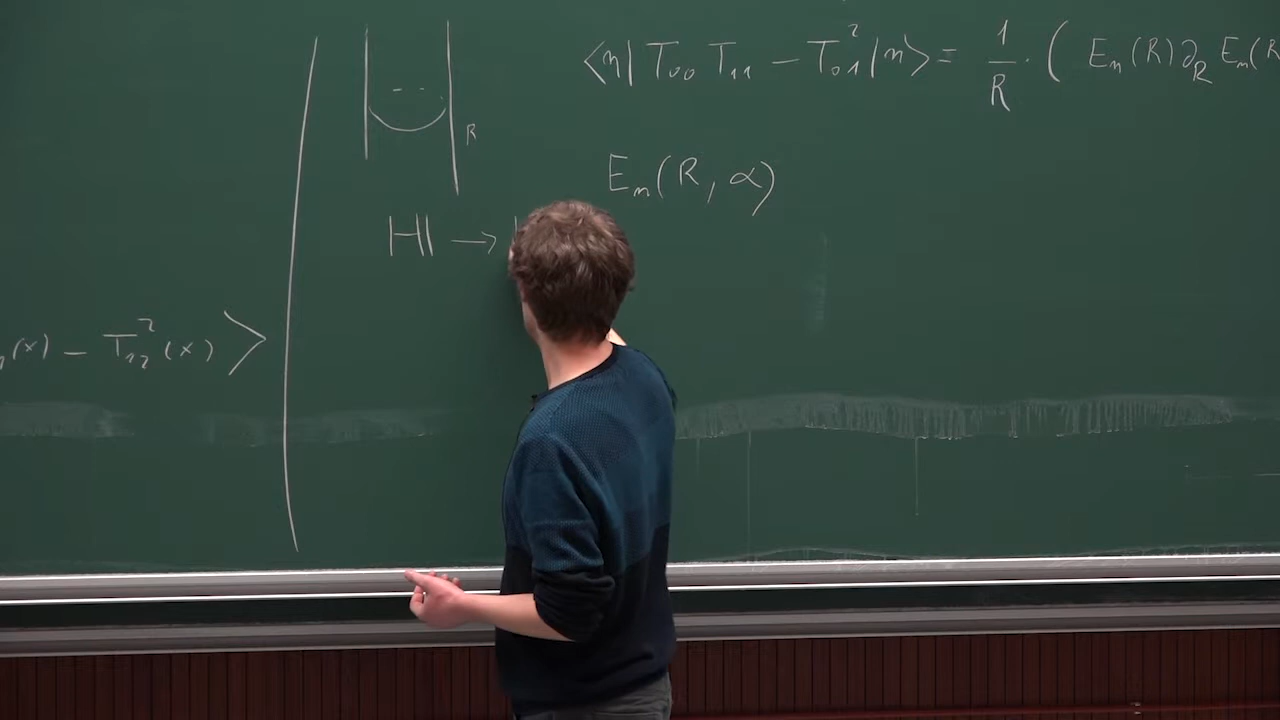 ⟨n| T₀₀ T₁₁ − T₀₁² |n⟩ = 1/R · ( Eₙ(R) ∂_R Eₙ(R
R
Eₙ(R, α)
H →
(x) − T₁₂²(x) ⟩